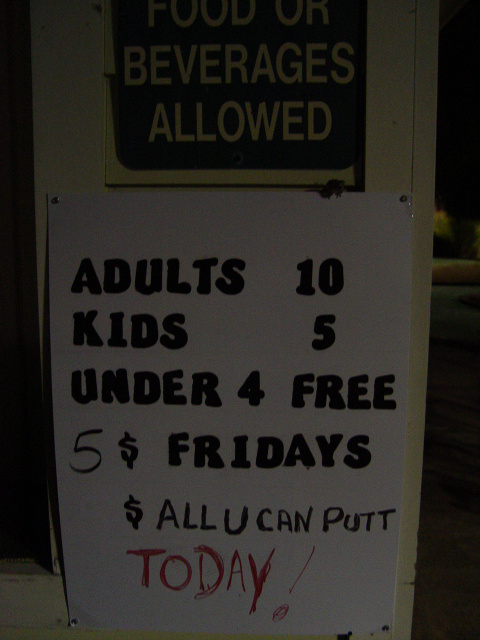 FOOD OR
BEVERAGES
ALLOWED
ADULTS 10
KIDS 5
UNDER 4 FREE
5 $ FRIDAYS
$ ALL U CAN PUTT
TODAY!